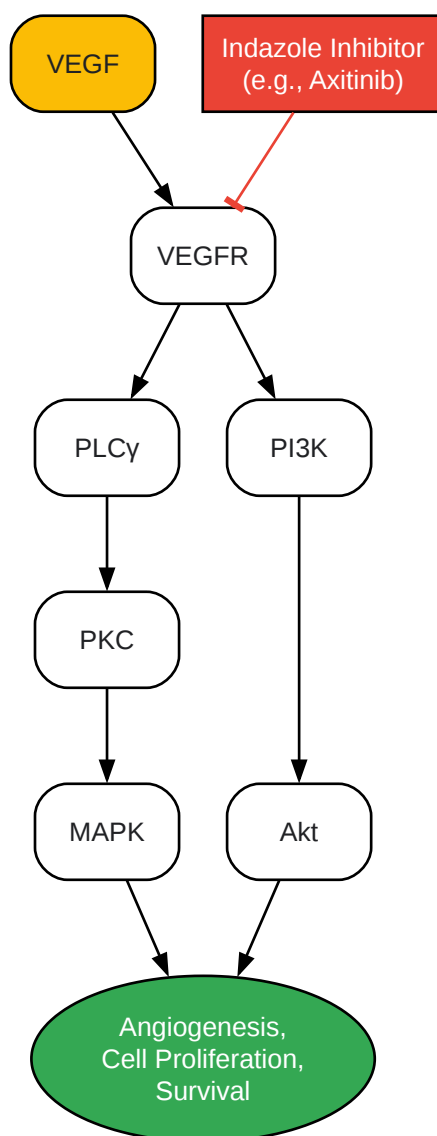 VEGF
Indazole Inhibitor
(e.g., Axitinib)
VEGFR
PLCγ
PI3K
PKC
MAPK
Akt
Angiogenesis,
Cell Proliferation,
Survival